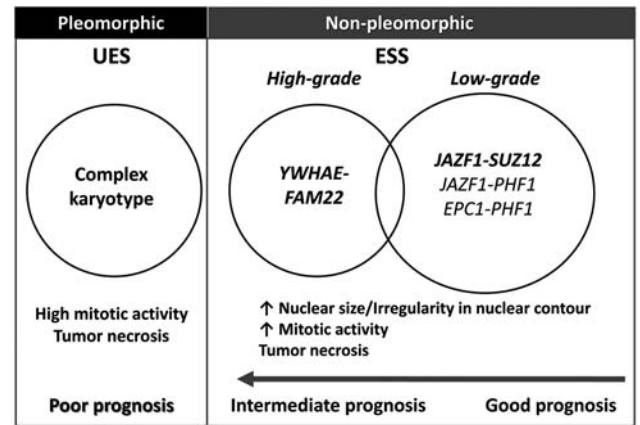 Pleomorphic
Non-pleomorphic
UES
ESS
High-grade
Low-grade
Complex
karyotype
YWHAE-
FAM22
JAZF1-SUZ12
JAZF1-PHF1
EPC1-PHF1
High mitotic activity
Tumor necrosis
↑ Nuclear size/Irregularity in nuclear contour
↑ Mitotic activity
Tumor necrosis
Poor prognosis
Intermediate prognosis
Good prognosis